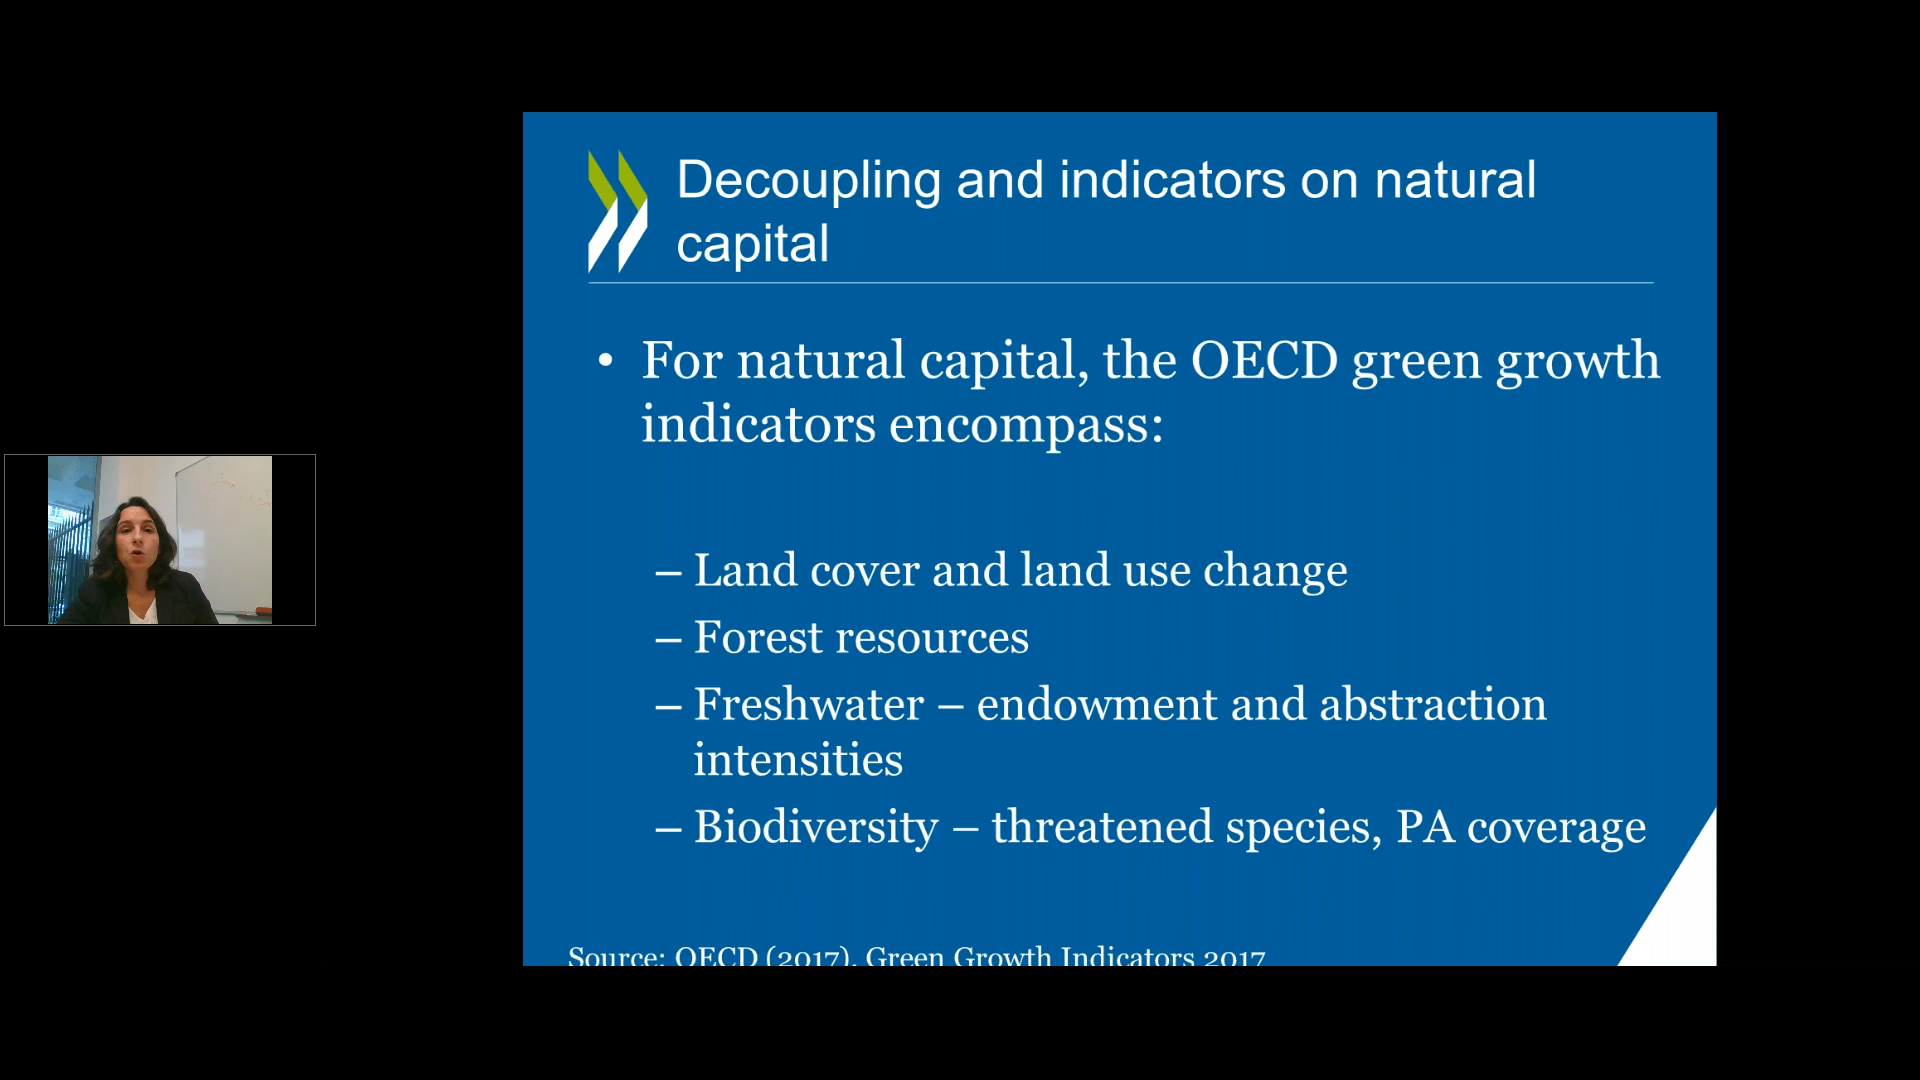 Decoupling and indicators on natural
capital
• For natural capital, the OECD green growth
indicators encompass:
– Land cover and land use change
– Forest resources
– Freshwater – endowment and abstraction
intensities
– Biodiversity – threatened species, PA coverage
Source: OECD (2017), Green Growth Indicators 2017